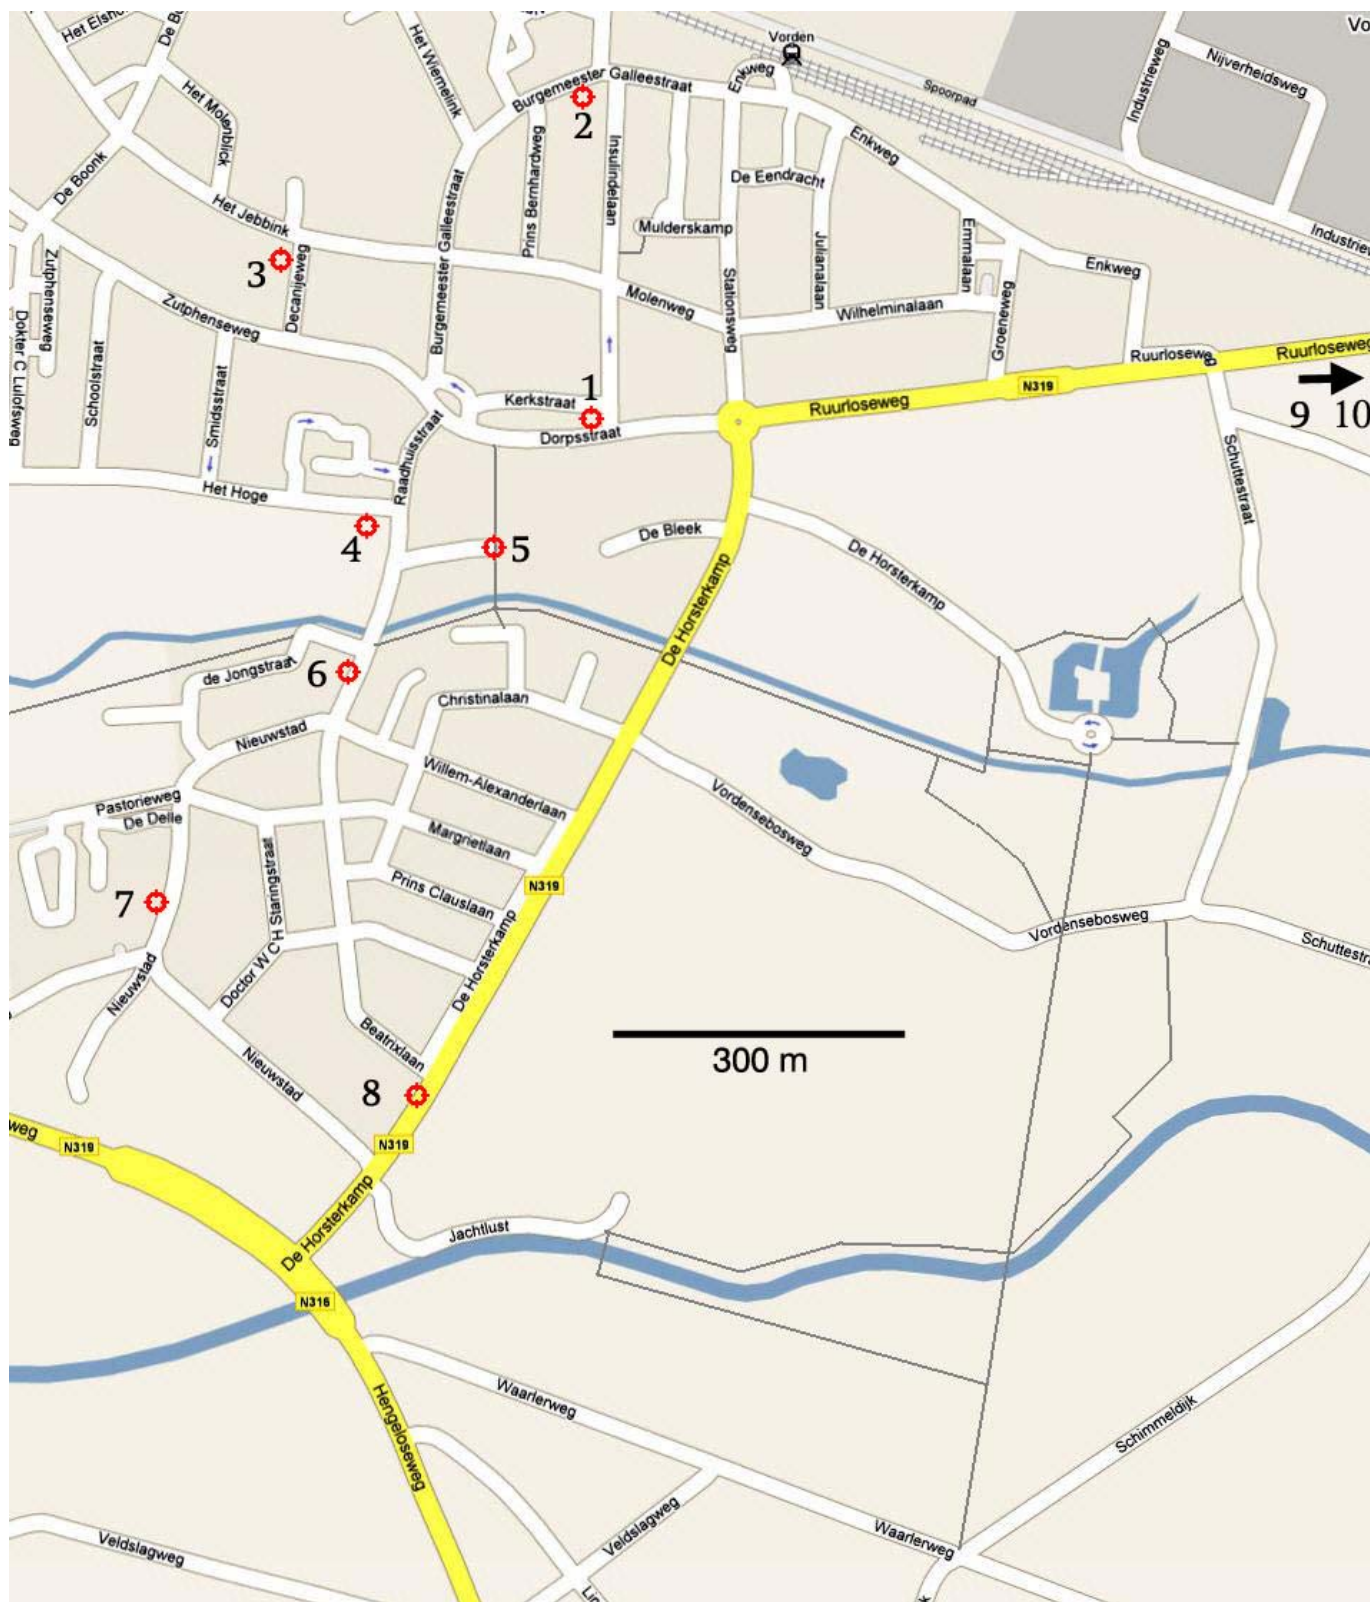 Het Elsho
De Bo
Het Wiemelink
Vorden
Vo
Burgemeester Galleestraat
Enkweg
Spoorpad
Industrieweg
Nijverheidsweg
Het Molenblick
2
Prins Bernhardweg
Insulindelaan
Enkweg
De Boonk
De Eendracht
Het Jebbink
Burgemeester Galleestraat
Mulderskamp
Julianalaan
Emmalaan
Industriew
3
Decanijeweg
Zutphenseweg
Zutphenseweg
Molenweg
Stationsweg
Wilhelminalaan
Groeneweg
Enkweg
Dokter C Lulofsweg
Schoolstraat
Smidsstraat
Ruurloseweg
Ruurloseweg
N319
Kerkstraat
1
Ruurloseweg
9 10
Raadhuisstraat
Dorpsstraat
Schuttestraat
Het Hoge
4
5
De Bleek
De Horsterkamp
De Horsterkamp
6
de Jongstraat
Christinalaan
Nieuwstad
Willem-Alexanderlaan
Vordensebosweg
Pastorieweg
De Delle
Margrietlaan
Doctor W C H Staringstraat
Prins Clauslaan
N319
7
Vordensebosweg
Schuttestra
De Horsterkamp
Nieuwstad
Beatrixlaan
300 m
Nieuwstad
8
weg
N319
N319
De Horsterkamp
Jachtlust
N316
Hengeloseweg
Waarlerweg
Schimmeldijk
Veldslagweg
Veldslagweg
Waarlerweg
Lin
k